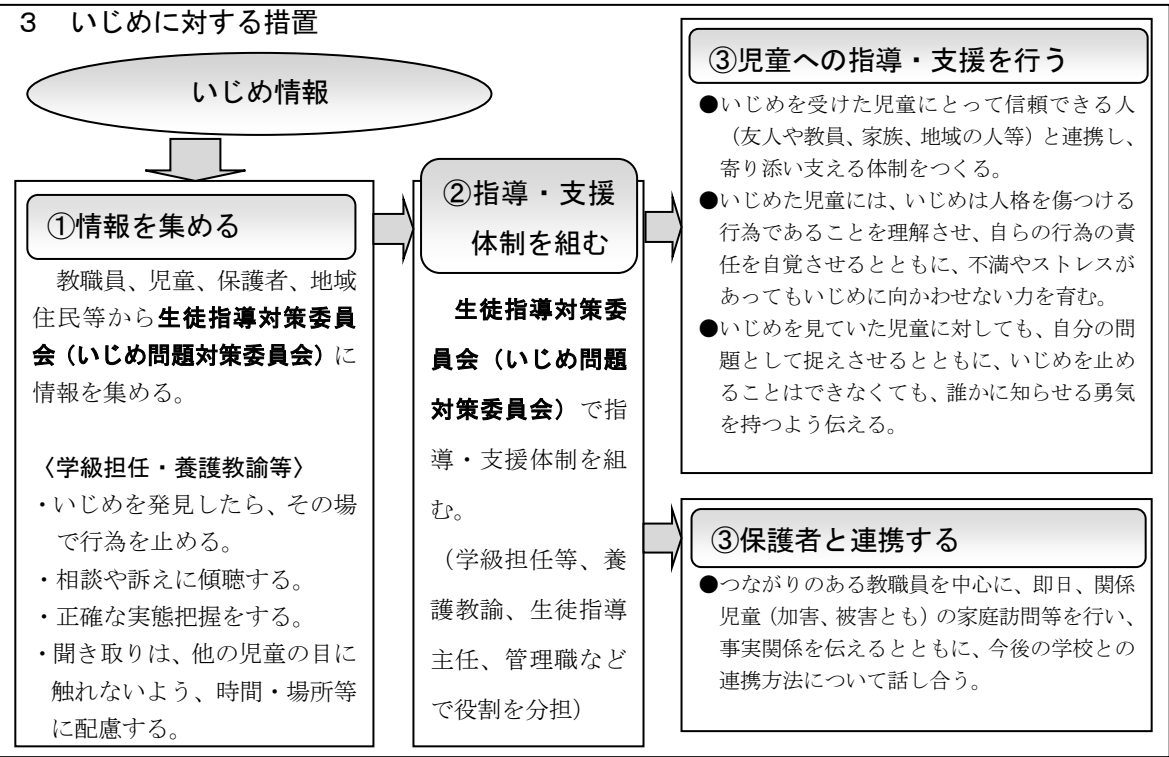 ３　いじめに対する措置
いじめ情報
①情報を集める
教職員、児童、保護者、地域
住民等から生徒指導対策委員
会（いじめ問題対策委員会）に
情報を集める。
〈学級担任・養護教諭等〉
・いじめを発見したら、その場
で行為を止める。
・相談や訴えに傾聴する。
・正確な実態把握をする。
・聞き取りは、他の児童の目に
触れないよう、時間・場所等
に配慮する。
②指導・支援
体制を組む
生徒指導対策委
員会（いじめ問題
対策委員会）で指
導・支援体制を組
む。
（学級担任等、養
護教諭、生徒指導
主任、管理職など
で役割を分担）
③児童への指導・支援を行う
●いじめを受けた児童にとって信頼できる人
（友人や教員、家族、地域の人等）と連携し、
寄り添い支える体制をつくる。
●いじめた児童には、いじめは人格を傷つける
行為であることを理解させ、自らの行為の責
任を自覚させるとともに、不満やストレスが
あってもいじめに向かわせない力を育む。
●いじめを見ていた児童に対しても、自分の問
題として捉えさせるとともに、いじめを止め
ることはできなくても、誰かに知らせる勇気
を持つよう伝える。
③保護者と連携する
●つながりのある教職員を中心に、即日、関係
児童（加害、被害とも）の家庭訪問等を行い、
事実関係を伝えるとともに、今後の学校との
連携方法について話し合う。